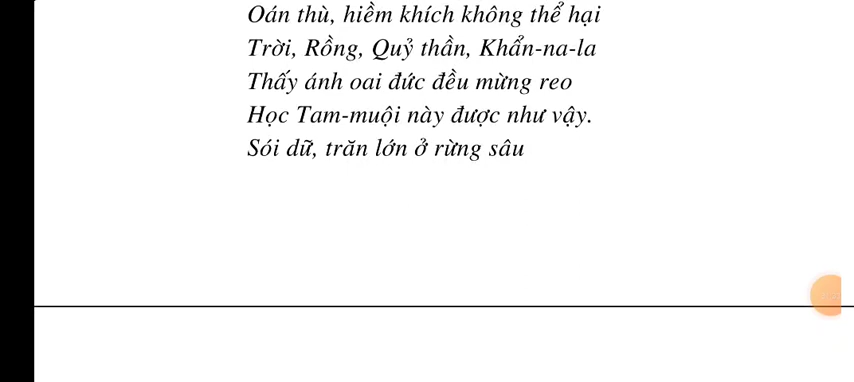 Oán thù, hiềm khích không thể hại
Trời, Rồng, Quỷ thần, Khẩn-na-la
Thấy ánh oai đức đều mừng reo
Học Tam-muội này được như vậy.
Sói dữ, trăn lớn ở rừng sâu